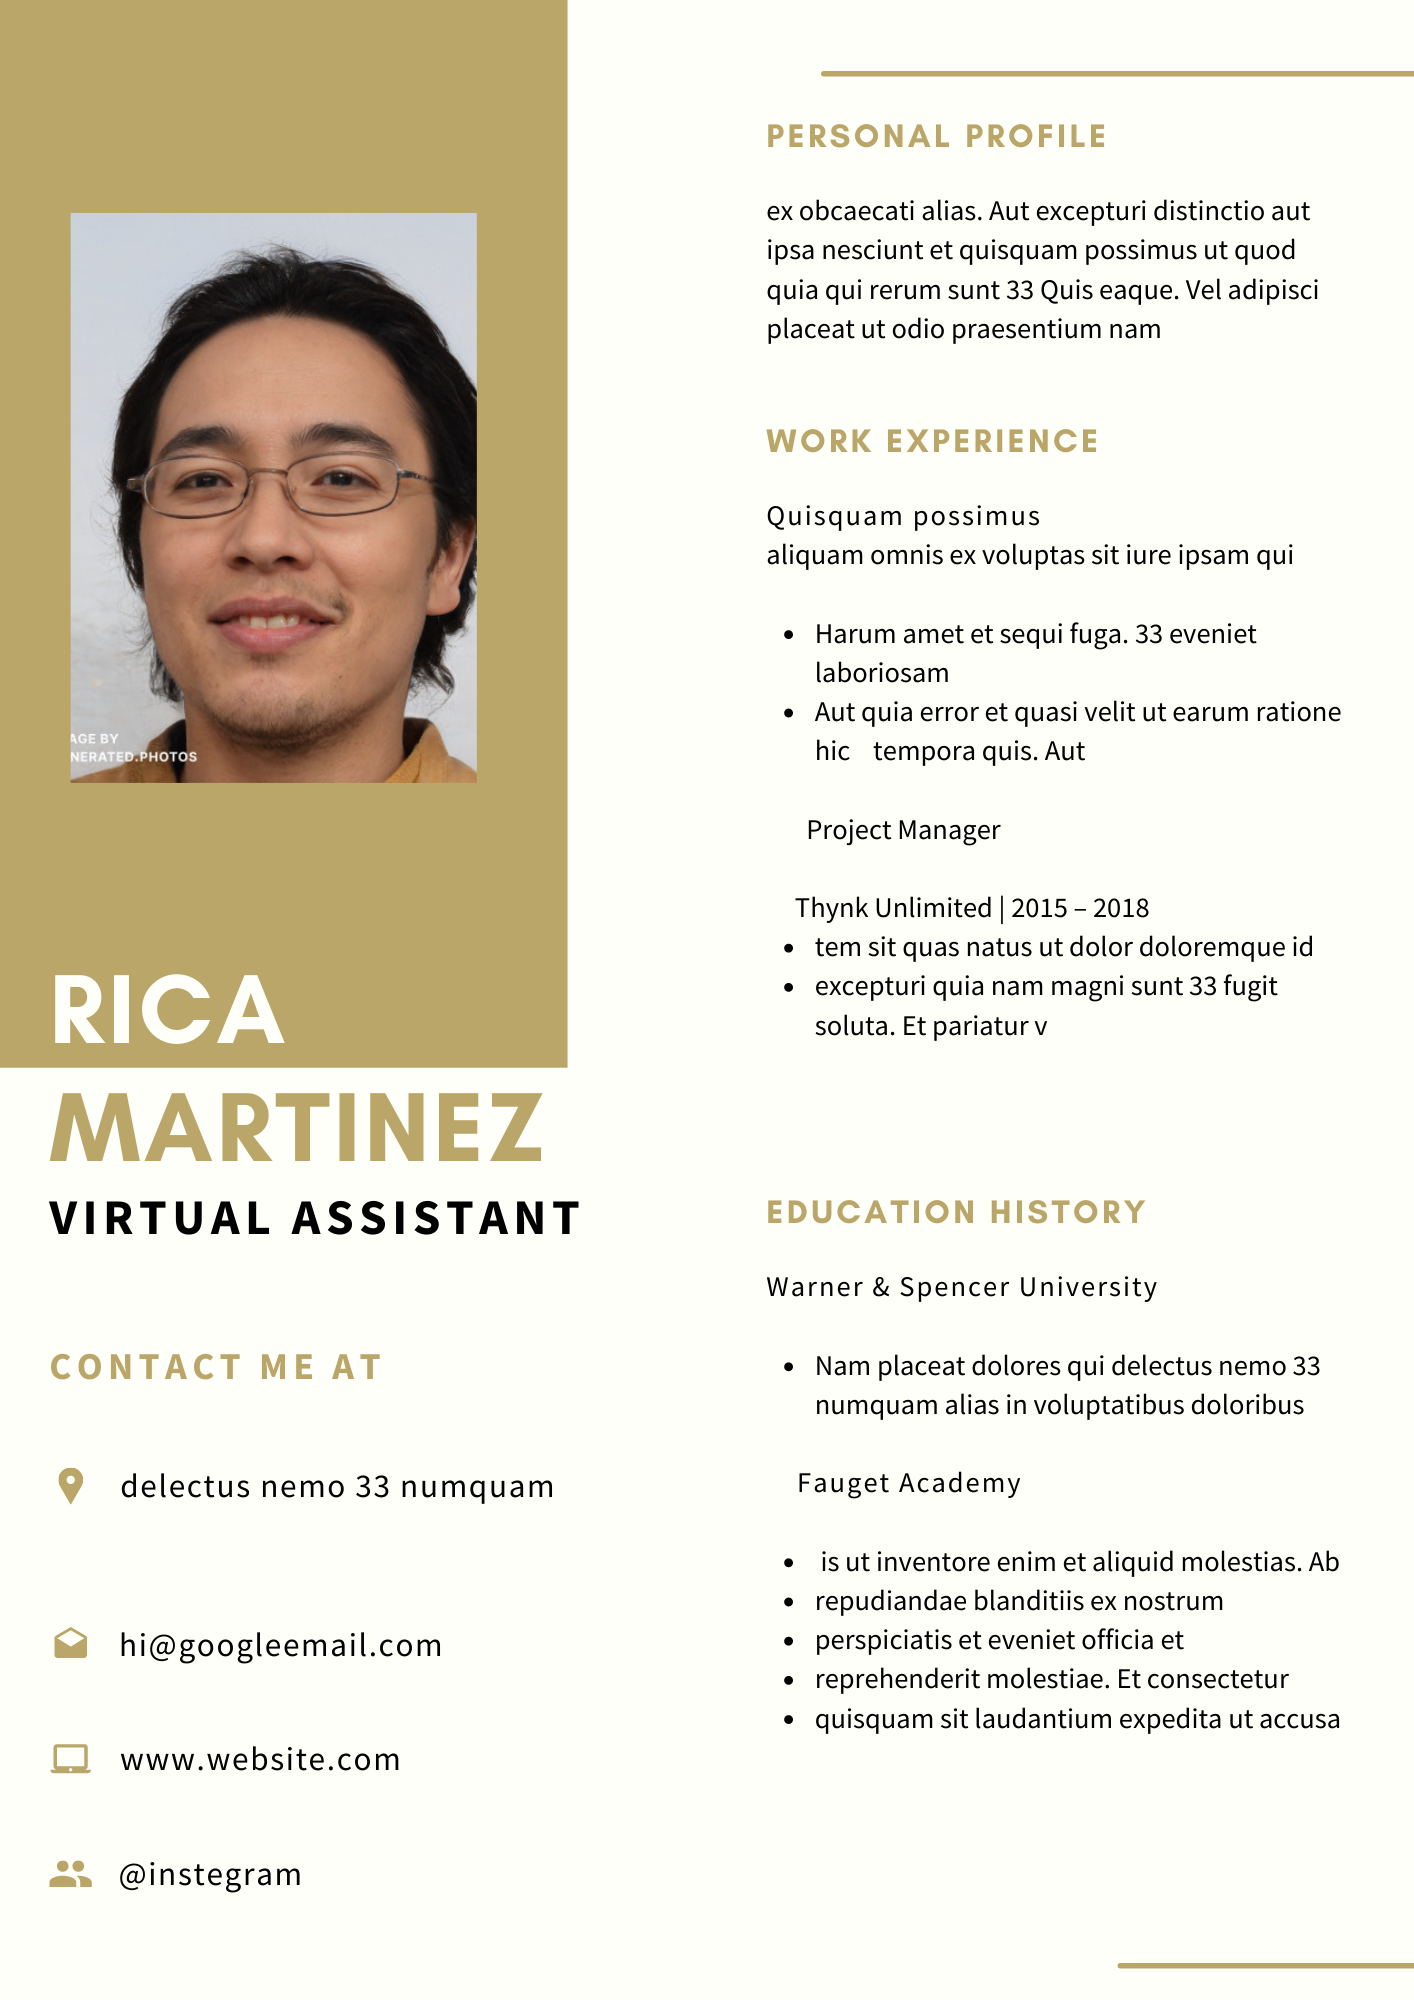 AGE BY
NERATED.PHOTOS
RICA
MARTINEZ
VIRTUAL ASSISTANT
CONTACT ME AT
delectus nemo 33 numquam
hi@googleemail.com
www.website.com
@instegram
PERSONAL PROFILE
ex obcaecati alias. Aut excepturi distinctio aut
ipsa nesciunt et quisquam possimus ut quod
quia qui rerum sunt 33 Quis eaque. Vel adipisci
placeat ut odio praesentium nam
WORK EXPERIENCE
Quisquam possimus
aliquam omnis ex voluptas sit iure ipsam qui
• Harum amet et sequi fuga. 33 eveniet
laboriosam
• Aut quia error et quasi velit ut earum ratione
hic tempora quis. Aut
Project Manager
Thynk Unlimited | 2015 – 2018
• tem sit quas natus ut dolor doloremque id
• excepturi quia nam magni sunt 33 fugit
soluta. Et pariatur v
EDUCATION HISTORY
Warner & Spencer University
• Nam placeat dolores qui delectus nemo 33
numquam alias in voluptatibus doloribus
Fauget Academy
• is ut inventore enim et aliquid molestias. Ab
• repudiandae blanditiis ex nostrum
• perspiciatis et eveniet officia et
• reprehenderit molestiae. Et consectetur
• quisquam sit laudantium expedita ut accusa